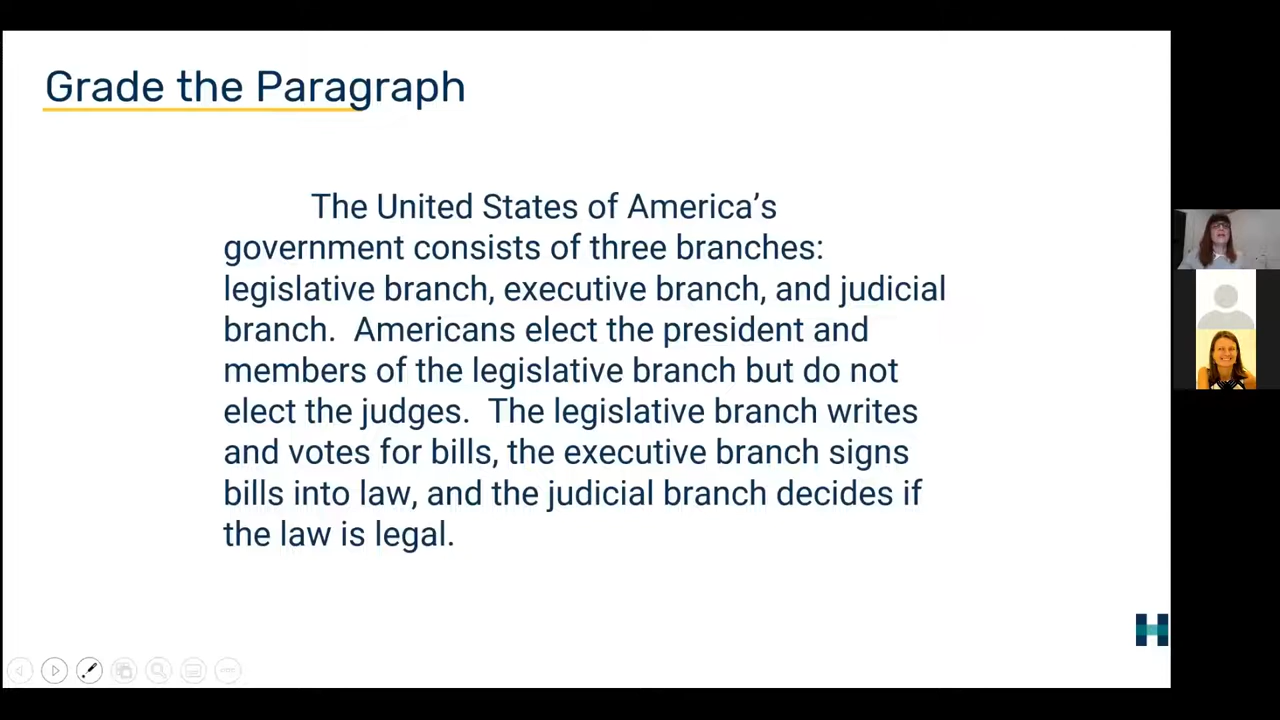 Grade the Paragraph
The United States of America’s
government consists of three branches:
legislative branch, executive branch, and judicial
branch.  Americans elect the president and
members of the legislative branch but do not
elect the judges.  The legislative branch writes
and votes for bills, the executive branch signs
bills into law, and the judicial branch decides if
the law is legal.
H